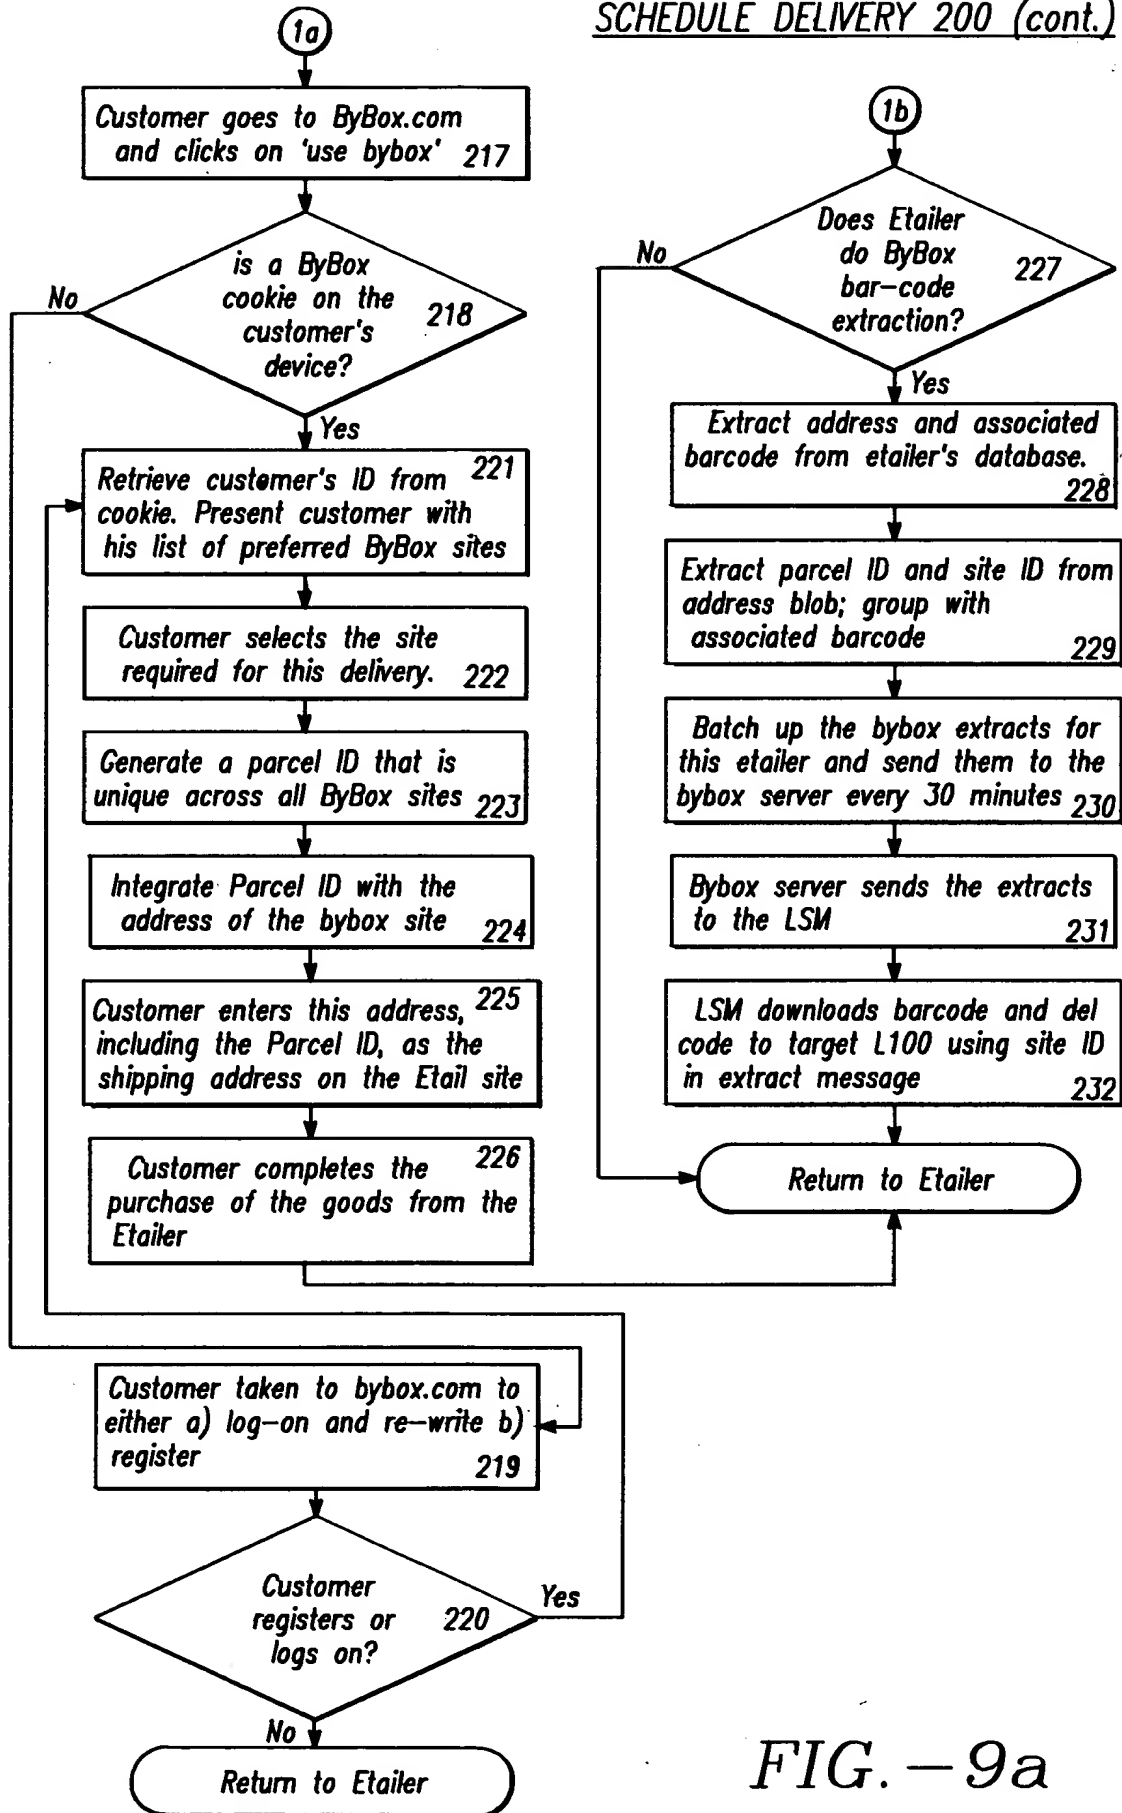 SCHEDULE DELIVERY 200 (cont.)
1a
Customer goes to ByBox.com
and clicks on 'use bybox' 217
is a ByBox
cookie on the
customer's
device?
218
No
Yes
Retrieve customer's ID from 221
cookie. Present customer with
his list of preferred ByBox sites
Customer selects the site
required for this delivery. 222
Generate a parcel ID that is
unique across all ByBox sites 223
Integrate Parcel ID with the
address of the bybox site 224
Customer enters this address, 225
including the Parcel ID, as the
shipping address on the Etail site
Customer completes the 226
purchase of the goods from the
Etailer
Customer taken to bybox.com to
either a) log-on and re-write b)
register 219
Customer
registers or
logs on?
220
Yes
No
Return to Etailer
1b
Does Etailer
do ByBox
bar-code
extraction?
227
No
Yes
Extract address and associated
barcode from etailer's database.
228
Extract parcel ID and site ID from
address blob; group with
associated barcode 229
Batch up the bybox extracts for
this etailer and send them to the
bybox server every 30 minutes 230
Bybox server sends the extracts
to the LSM 231
LSM downloads barcode and del
code to target L100 using site ID
in extract message 232
Return to Etailer
FIG.-9a